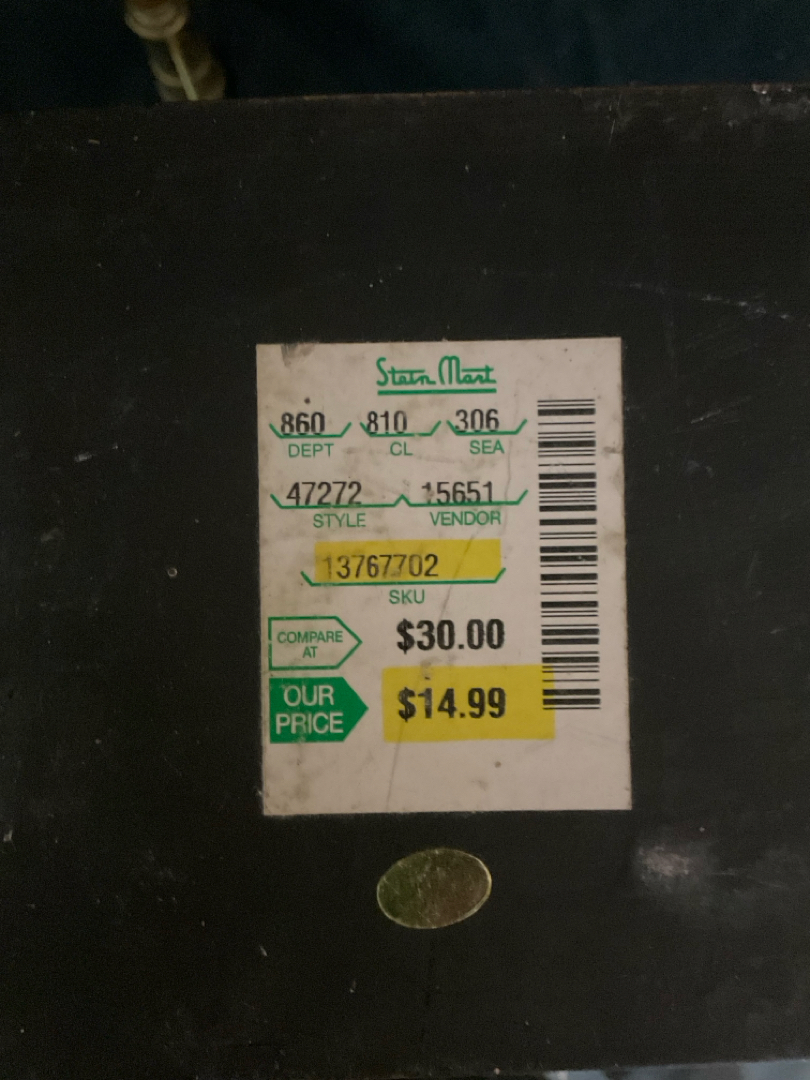 Stein Mart
860 810 306
DEPT CL SEA
47272 15651
STYLE VENDOR
13767702
SKU
COMPARE AT $30.00
OUR PRICE $14.99